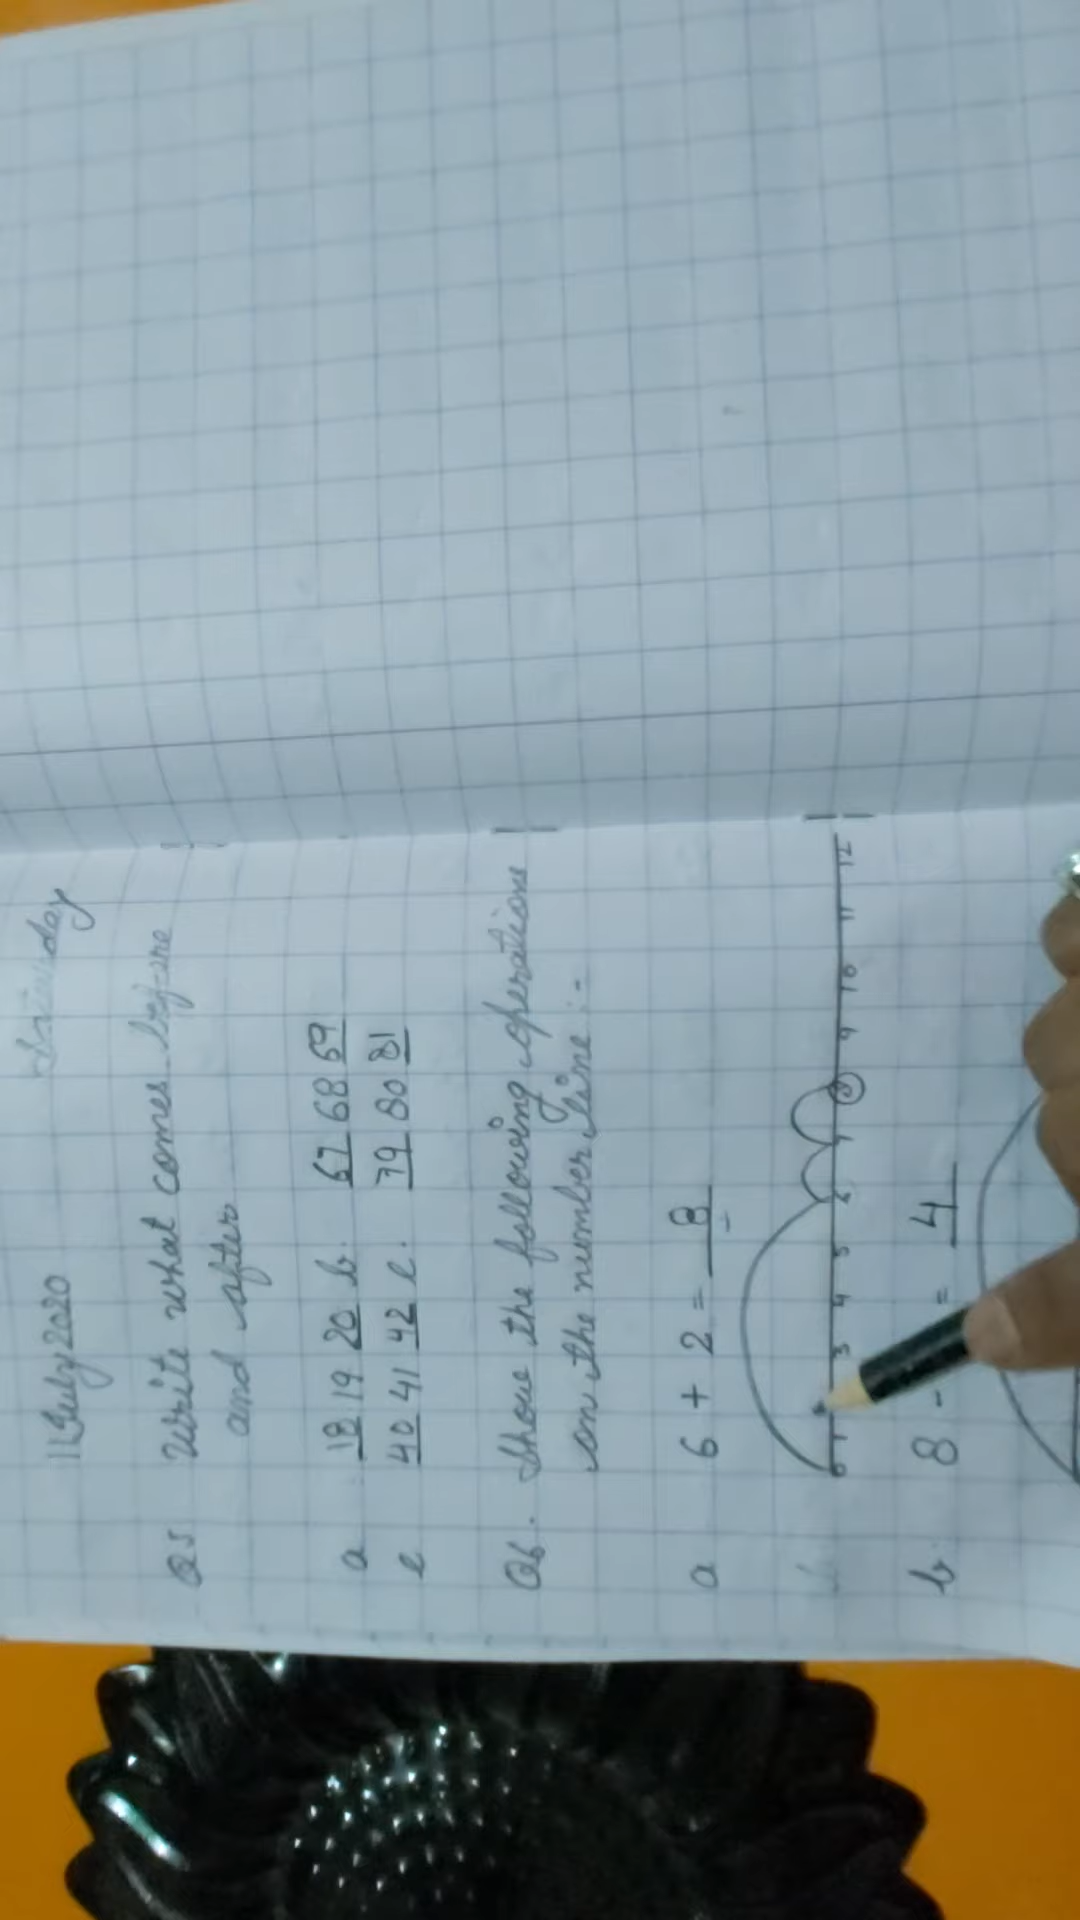 11 July 2020
Q5 Write what comes before
and after
a 18 19 20 b. 67 68 69
c 40 41 42 c. 79 80 81
Q6. Show the following operations
on the number line :-
a 6 + 2 = 8
0 1 3 4 5 6 7 8 9 10 11 12
b. 8 - = 4